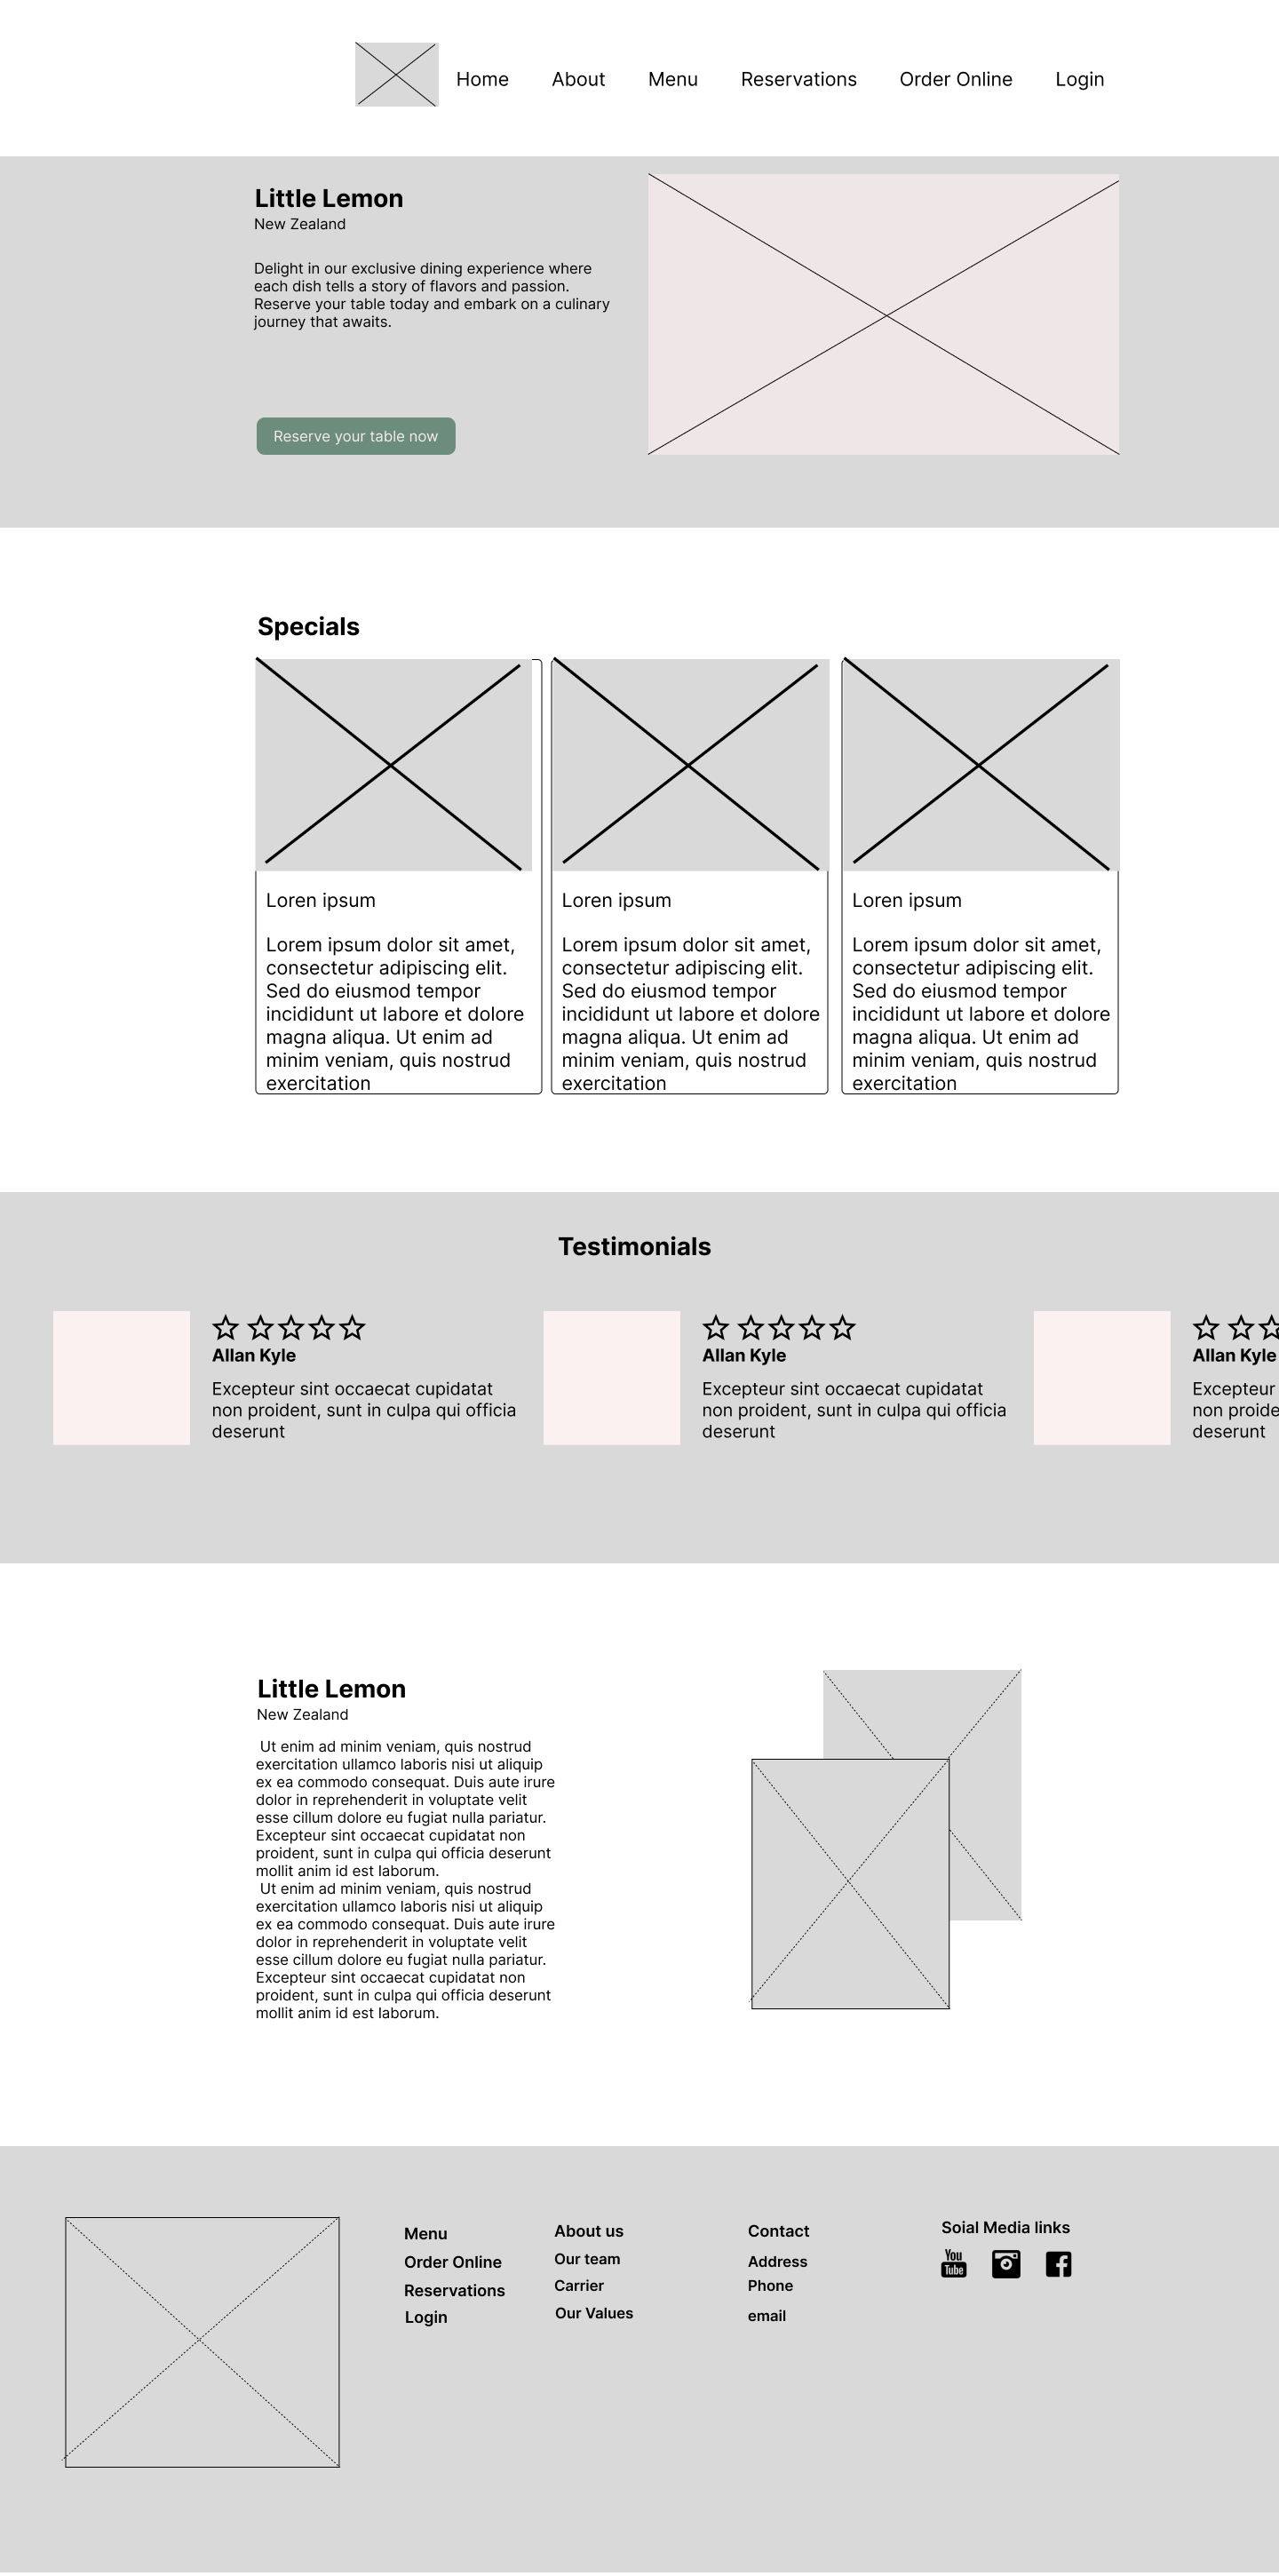 Home About Menu Reservations Order Online Login
Little Lemon
New Zealand
Delight in our exclusive dining experience where
each dish tells a story of flavors and passion.
Reserve your table today and embark on a culinary
journey that awaits.
Reserve your table now
Specials
Loren ipsum
Lorem ipsum dolor sit amet,
consectetur adipiscing elit.
Sed do eiusmod tempor
incididunt ut labore et dolore
magna aliqua. Ut enim ad
minim veniam, quis nostrud
exercitation
Loren ipsum
Lorem ipsum dolor sit amet,
consectetur adipiscing elit.
Sed do eiusmod tempor
incididunt ut labore et dolore
magna aliqua. Ut enim ad
minim veniam, quis nostrud
exercitation
Loren ipsum
Lorem ipsum dolor sit amet,
consectetur adipiscing elit.
Sed do eiusmod tempor
incididunt ut labore et dolore
magna aliqua. Ut enim ad
minim veniam, quis nostrud
exercitation
Testimonials
Allan Kyle
Excepteur sint occaecat cupidatat
non proident, sunt in culpa qui officia
deserunt
Allan Kyle
Excepteur sint occaecat cupidatat
non proident, sunt in culpa qui officia
deserunt
Allan Kyle
Excepteur
non proide
deserunt
Little Lemon
New Zealand
Ut enim ad minim veniam, quis nostrud
exercitation ullamco laboris nisi ut aliquip
ex ea commodo consequat. Duis aute irure
dolor in reprehenderit in voluptate velit
esse cillum dolore eu fugiat nulla pariatur.
Excepteur sint occaecat cupidatat non
proident, sunt in culpa qui officia deserunt
mollit anim id est laborum.
Ut enim ad minim veniam, quis nostrud
exercitation ullamco laboris nisi ut aliquip
ex ea commodo consequat. Duis aute irure
dolor in reprehenderit in voluptate velit
esse cillum dolore eu fugiat nulla pariatur.
Excepteur sint occaecat cupidatat non
proident, sunt in culpa qui officia deserunt
mollit anim id est laborum.
Menu
Order Online
Reservations
Login
About us
Our team
Carrier
Our Values
Contact
Address
Phone
email
Soial Media links
You
Tube